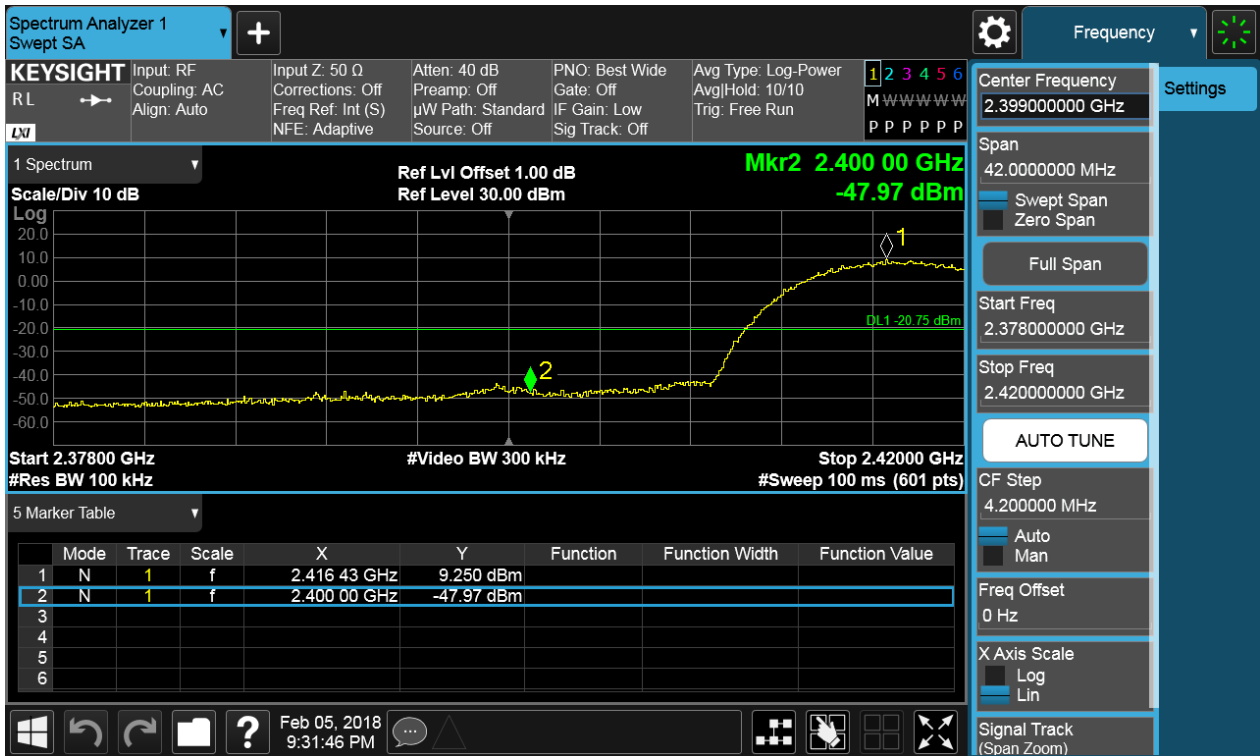 Spectrum Analyzer 1
Swept SA
+
Frequency
KEYSIGHT
R L
LXI
Input: RF
Coupling: AC
Align: Auto
Input Z: 50 Ω
Corrections: Off
Freq Ref: Int (S)
NFE: Adaptive
Atten: 40 dB
Preamp: Off
µW Path: Standard
Source: Off
PNO: Best Wide
Gate: Off
IF Gain: Low
Sig Track: Off
Avg Type: Log-Power
Avg|Hold: 10/10
Trig: Free Run
1 2 3 4 5 6
M W W W W W
P P P P P P
1 Spectrum
Scale/Div 10 dB
Ref Lvl Offset 1.00 dB
Ref Level 30.00 dBm
Mkr2 2.400 00 GHz
-47.97 dBm
Log
20.0
10.0
0.00
-10.0
-20.0
-30.0
-40.0
-50.0
-60.0
1
DL1 -20.75 dBm
2
Start 2.37800 GHz
#Video BW 300 kHz
Stop 2.42000 GHz
#Res BW 100 kHz
#Sweep 100 ms (601 pts)
5 Marker Table
Mode Trace Scale X Y Function Function Width Function Value
1 N 1 f 2.416 43 GHz 9.250 dBm
2 N 1 f 2.400 00 GHz -47.97 dBm
3
4
5
6
Feb 05, 2018
9:31:46 PM
?
Center Frequency
2.399000000 GHz
Span
42.0000000 MHz
Swept Span
Zero Span
Full Span
Start Freq
2.378000000 GHz
Stop Freq
2.420000000 GHz
AUTO TUNE
CF Step
4.200000 MHz
Auto
Man
Freq Offset
0 Hz
X Axis Scale
Log
Lin
Signal Track
(Span Zoom)
Settings